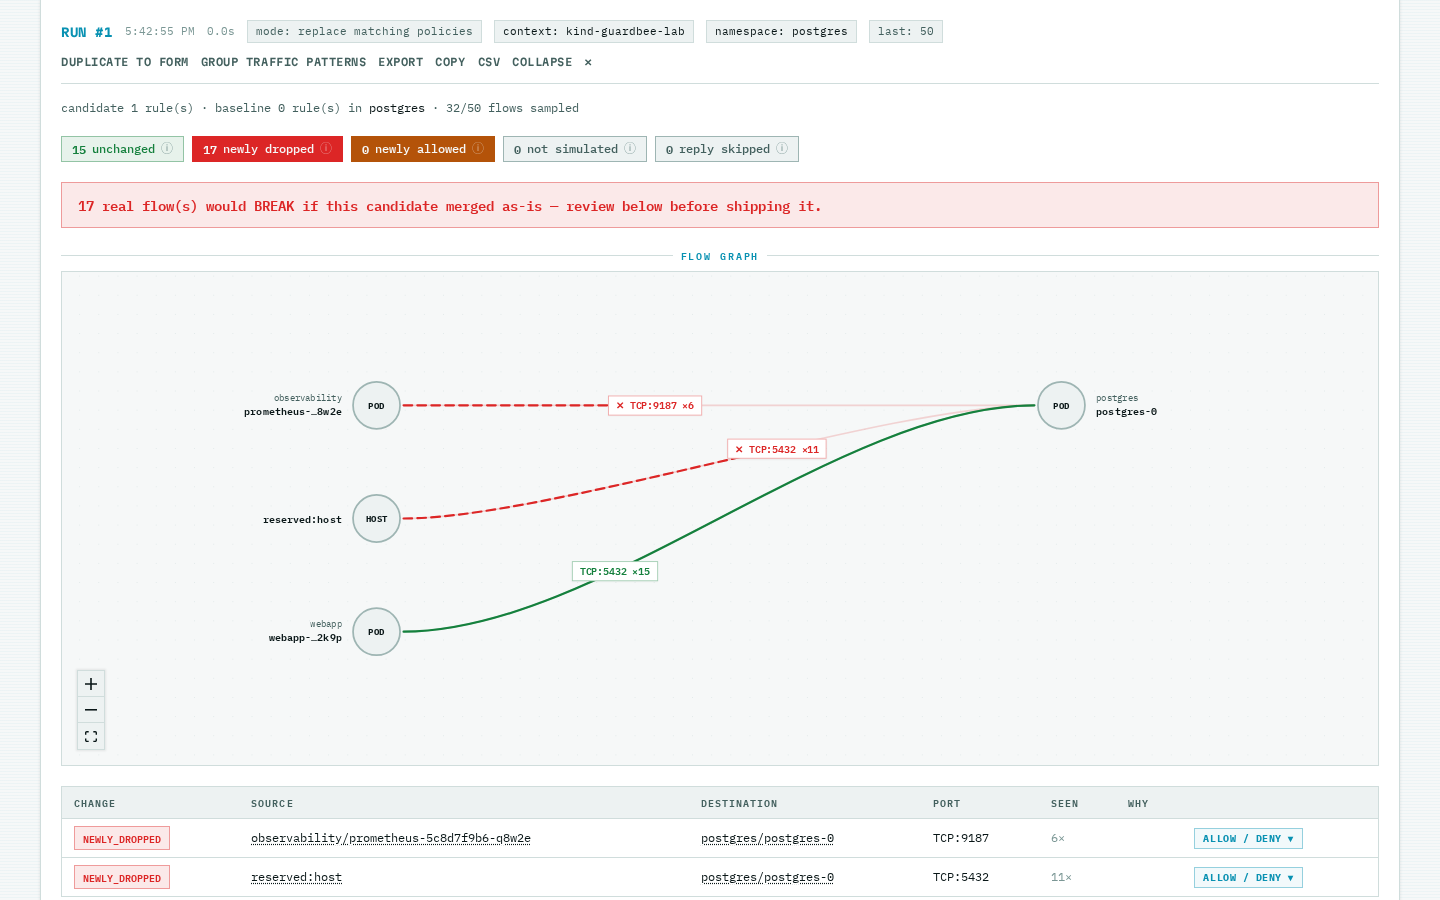 RUN #1 5:42:55 PM 0.0s mode: replace matching policies context: kind-guardbee-lab namespace: postgres last: 50
DUPLICATE TO FORM GROUP TRAFFIC PATTERNS EXPORT COPY CSV COLLAPSE ×
candidate 1 rule(s) · baseline 0 rule(s) in postgres · 32/50 flows sampled
15 unchanged ⓘ 17 newly dropped ⓘ 0 newly allowed ⓘ 0 not simulated ⓘ 0 reply skipped ⓘ
17 real flow(s) would BREAK if this candidate merged as-is — review below before shipping it.
FLOW GRAPH
observability
prometheus-…8w2e
POD
× TCP:9187 ×6
POD
postgres
postgres-0
× TCP:5432 ×11
reserved:host
HOST
TCP:5432 ×15
webapp
webapp-…2k9p
POD
CHANGE SOURCE DESTINATION PORT SEEN WHY
NEWLY_DROPPED observability/prometheus-5c8d7f9b6-q8w2e postgres/postgres-0 TCP:9187 6× ALLOW / DENY ▾
NEWLY_DROPPED reserved:host postgres/postgres-0 TCP:5432 11× ALLOW / DENY ▾